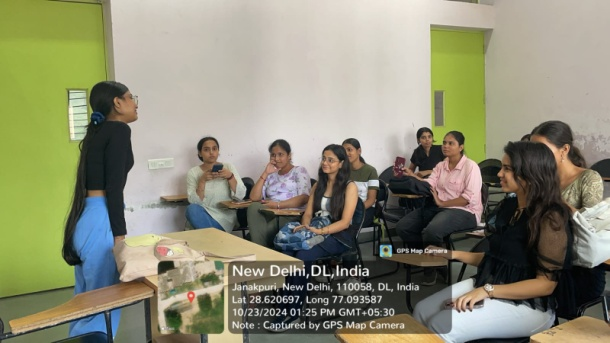 GPS Map Camera
New Delhi,DL,India
Janakpuri, New Delhi, 110058, DL, India
Lat 28.620697, Long 77.093587
10/23/2024 01:25 PM GMT+05:30
Note : Captured by GPS Map Camera